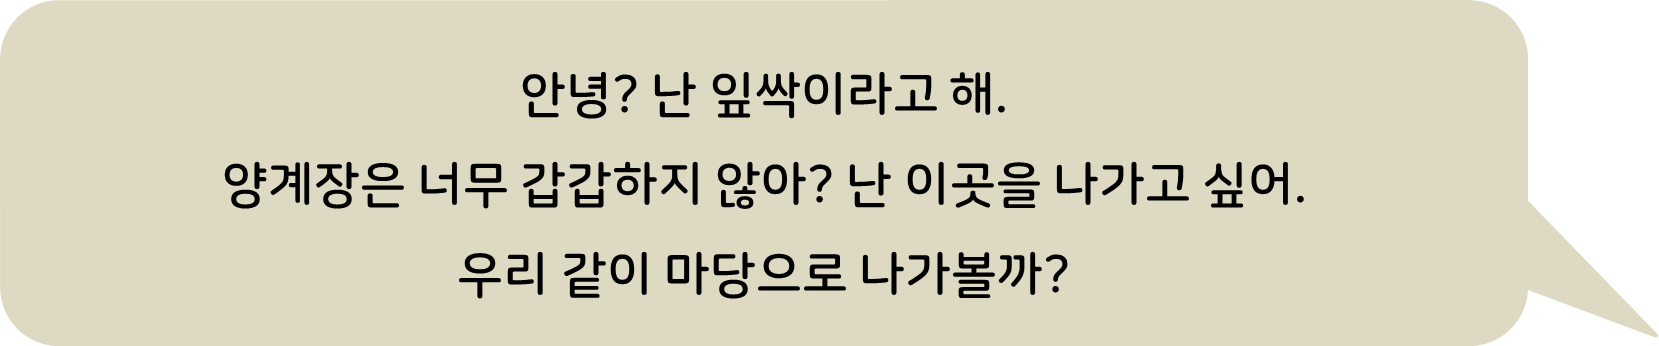 안녕? 난 잎싹이라고 해.
양계장은 너무 갑갑하지 않아? 난 이곳을 나가고 싶어.
우리 같이 마당으로 나가볼까?